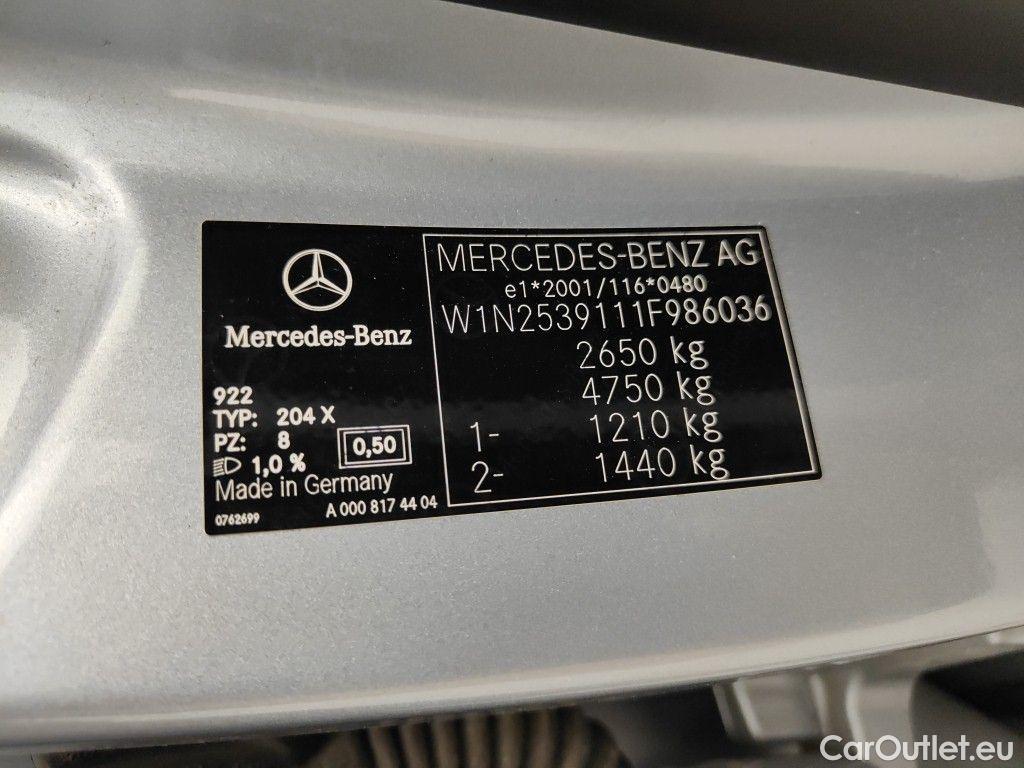 Mercedes-Benz
922
TYP: 204 X
PZ: 8
1,0 %
0,50
Made in Germany
0762699
A 000 817 44 04
MERCEDES-BENZ AG
e1*2001/116*0480
W1N2539111F986036
2650 kg
4750 kg
1- 1210 kg
2- 1440 kg
CarOutlet.eu